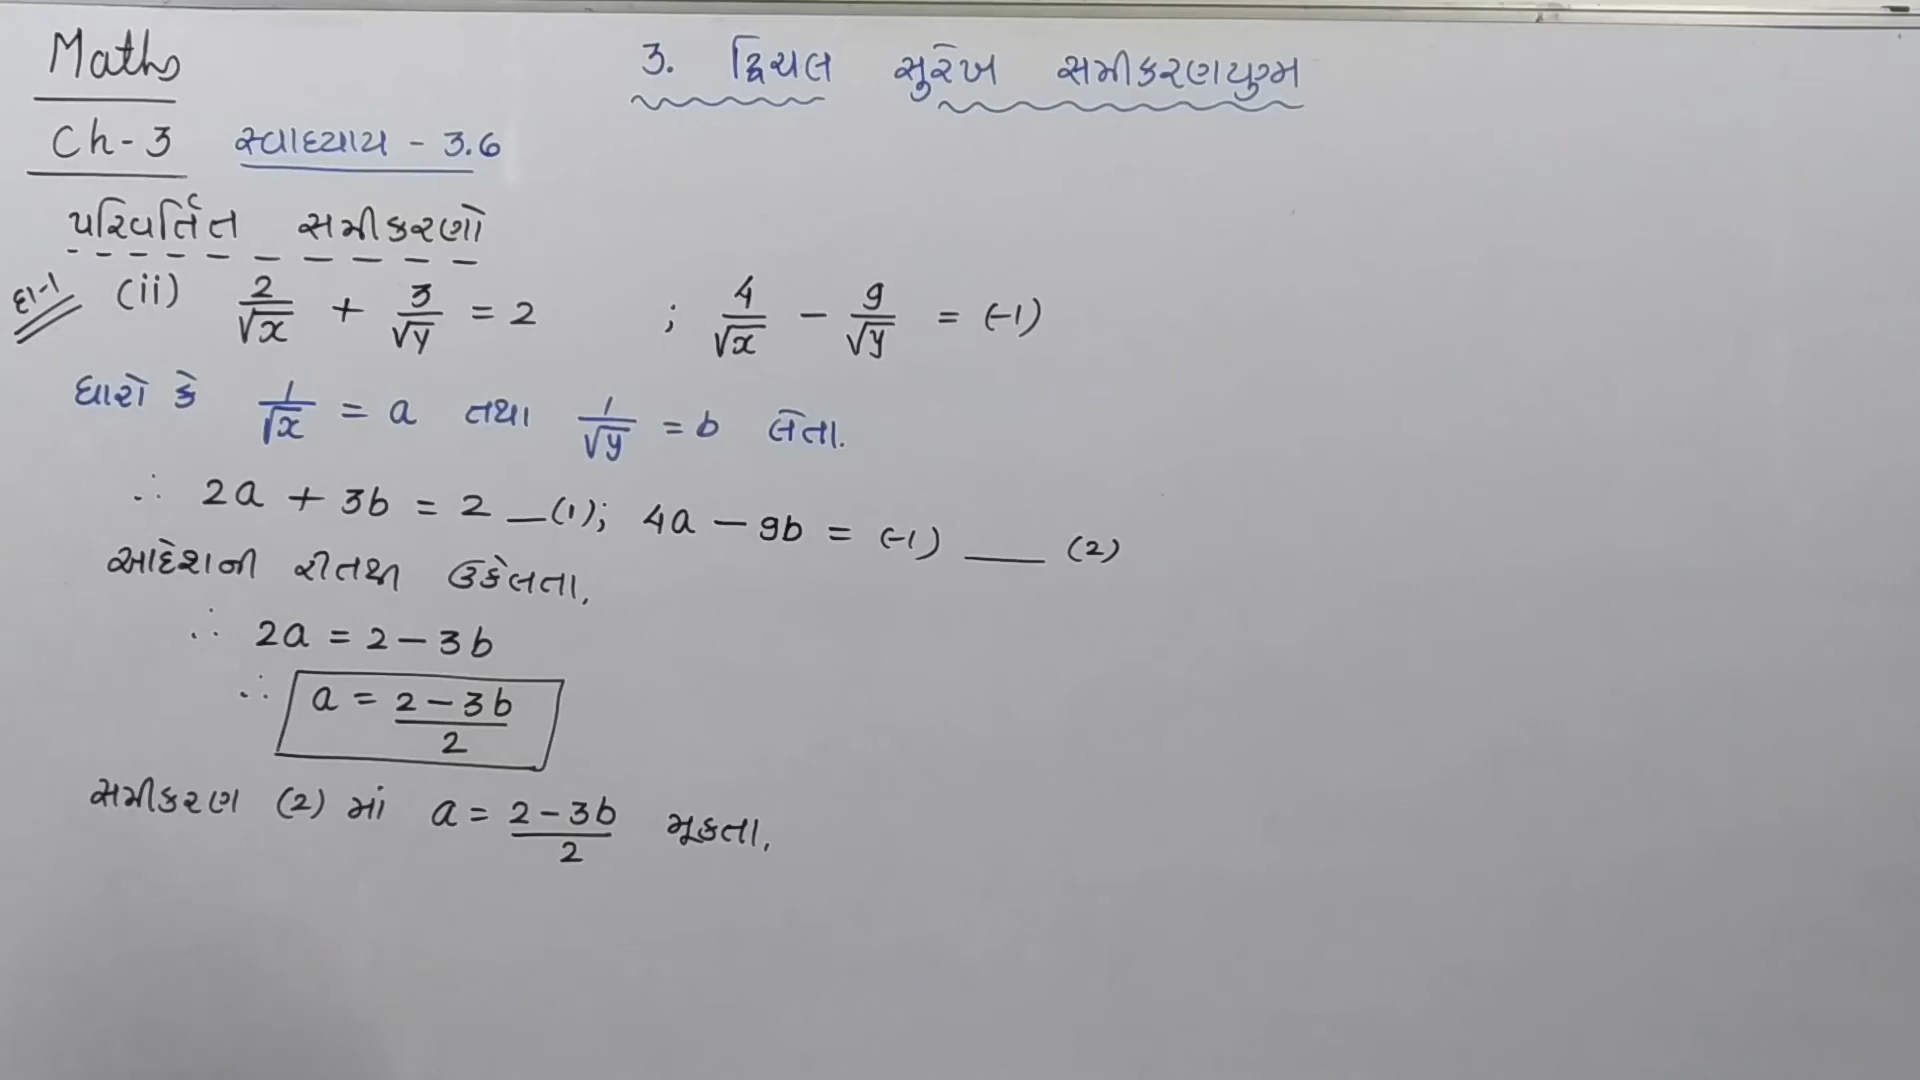 Maths
3. દ્વિચલ સુરેખ સમીકરણયુગ્મ
Ch-3 સ્વાધ્યાય - 3.6
પરિવર્તિત સમીકરણો
દા-1 (ii) 2/√x + 3/√y = 2 ; 4/√x - 9/√y = (-1)
ધારો કે 1/√x = a તથા 1/√y = b લેતા.
∴ 2a + 3b = 2 __(1); 4a - 9b = (-1) ___ (2)
આદેશની રીતથી ઉકેલતા,
∴ 2a = 2 - 3b
∴ a = 2 - 3b/2
સમીકરણ (2) માં a = 2 - 3b/2 મૂકતા,